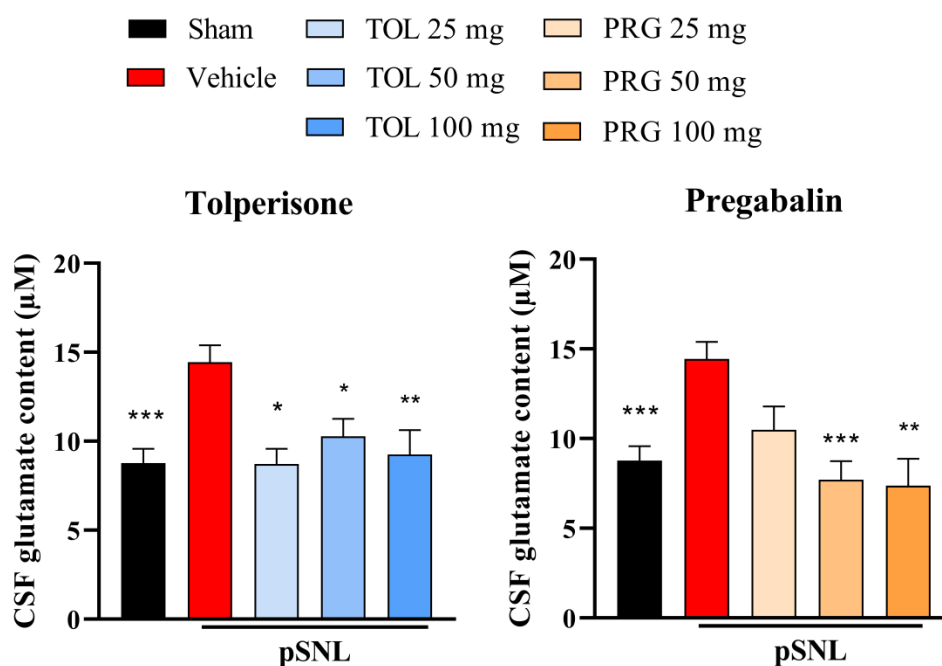 Sham
TOL 25 mg
PRG 25 mg
Vehicle
TOL 50 mg
PRG 50 mg
TOL 100 mg
PRG 100 mg
Tolperisone
CSF glutamate content (µM)
20
15
10
5
0
***
*
*
**
pSNL
Pregabalin
CSF glutamate content (µM)
20
15
10
5
0
***
***
**
pSNL